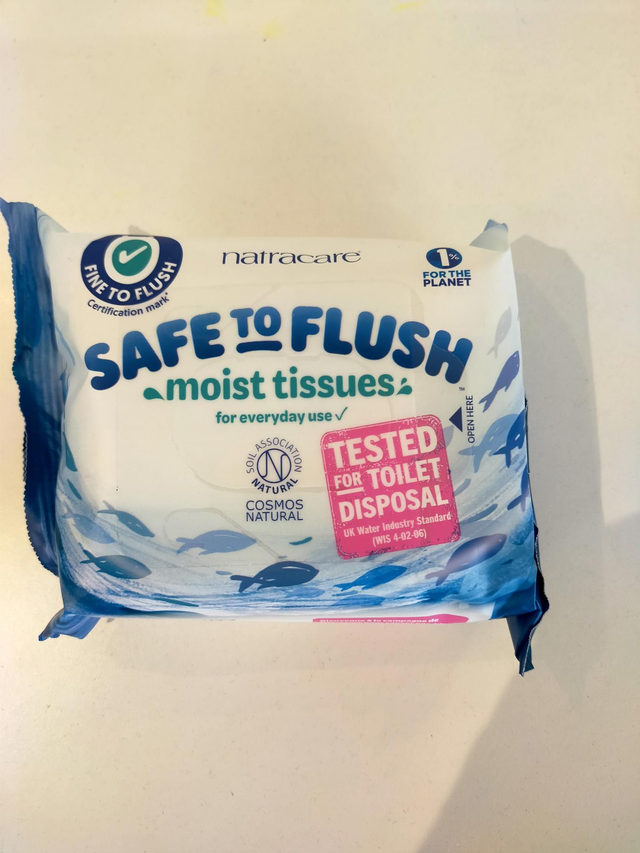 FINE TO FLUSH
Certification mark*
natracare®
1%
FOR THE
PLANET
SAFE TO FLUSH
moist tissues™
for everyday use ✓
OPEN HERE
SOIL ASSOCIATION
NATURAL
COSMOS
NATURAL
TESTED
FOR TOILET
DISPOSAL
UK Water Industry Standard
(WIS 4-02-06)